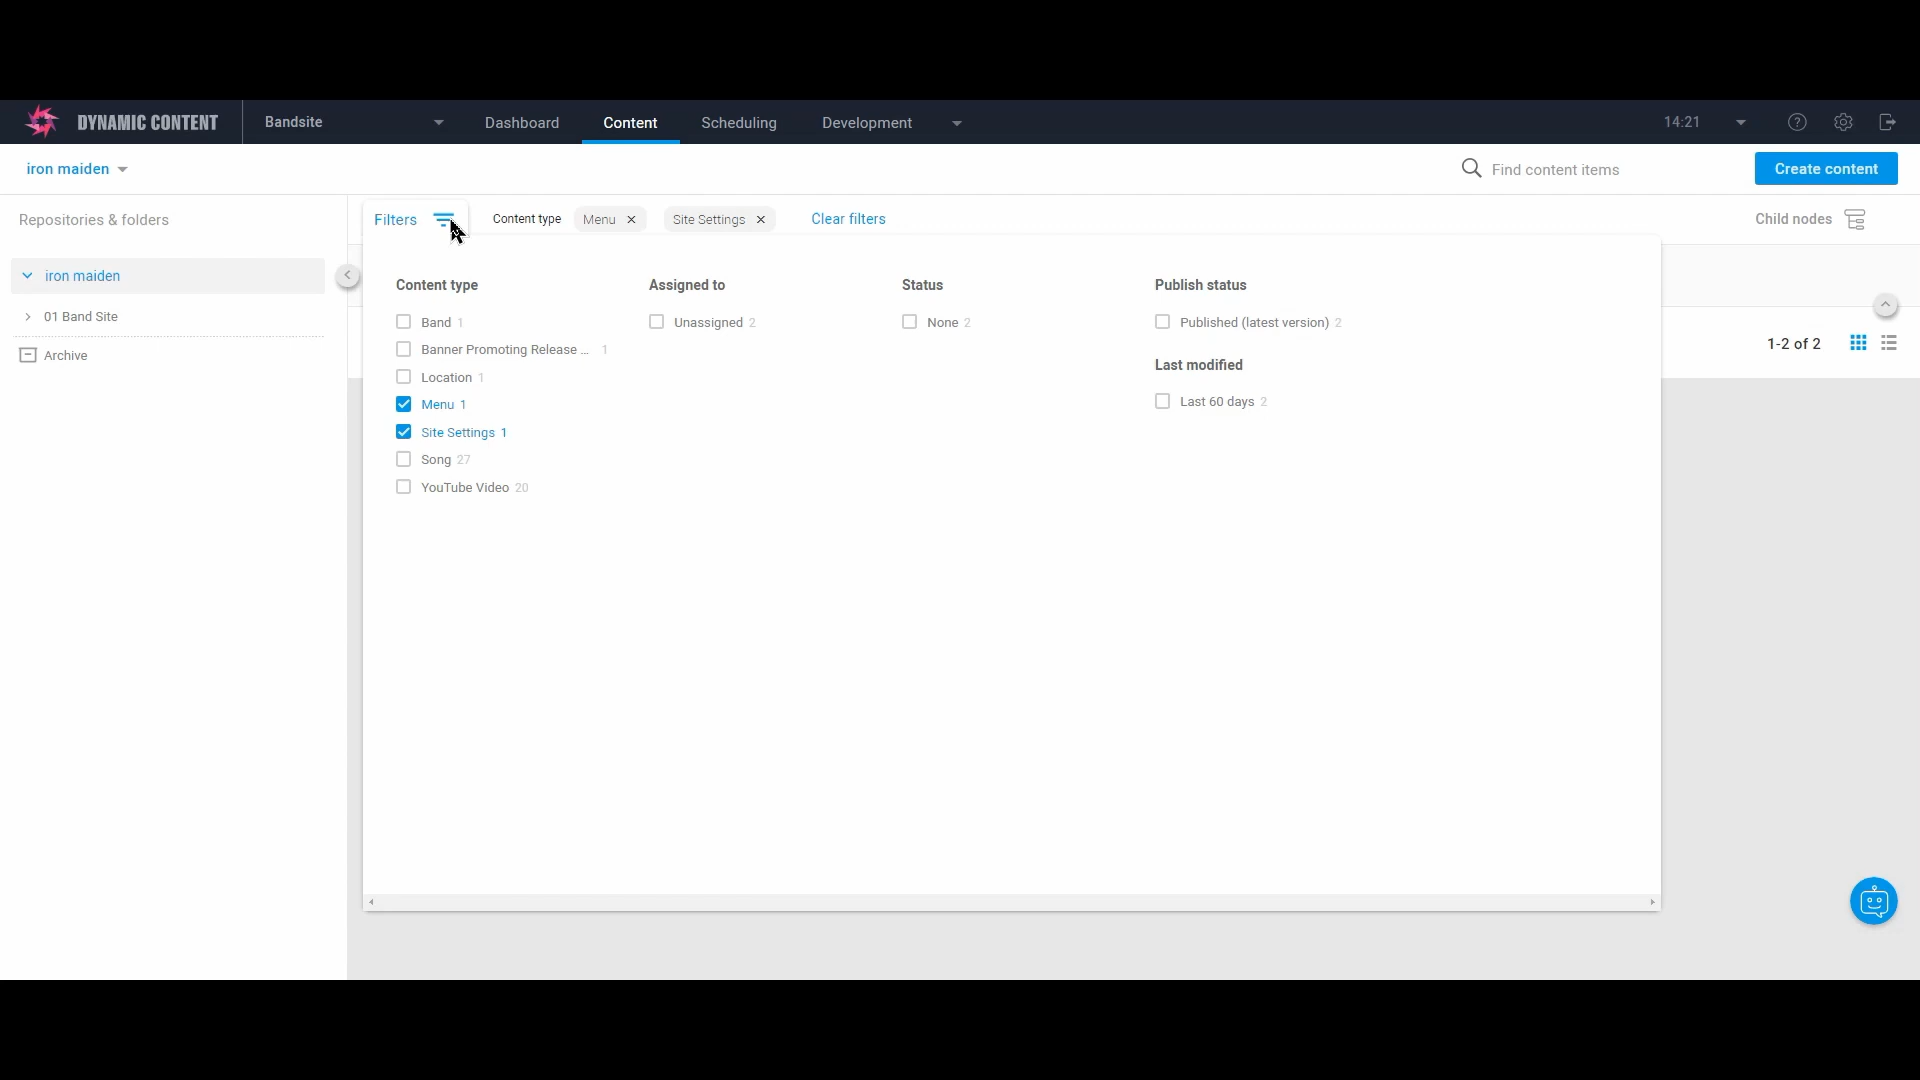 DYNAMIC CONTENT Bandsite Dashboard Content Scheduling Development 14:21
iron maiden Find content items Create content
Repositories & folders Filters Content type Menu Site Settings Clear filters Child nodes
iron maiden
01 Band Site
Archive
Content type Assigned to Status Publish status
Band 1 Unassigned 2 None 2 Published (latest version) 2
Banner Promoting Release ... 1
Last modified
Location 1
Menu 1 Last 60 days 2
Site Settings 1
Song 27
YouTube Video 20
1-2 of 2